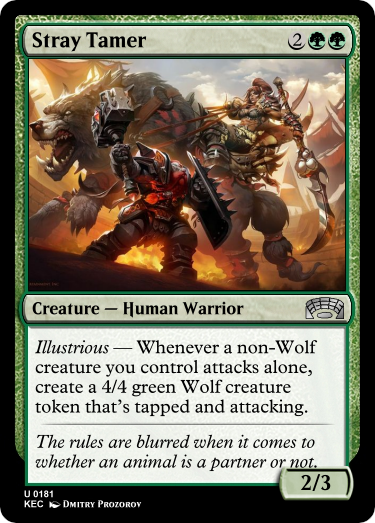 Stray Tamer 2
Creature — Human Warrior
Illustrious — Whenever a non-Wolf
creature you control attacks alone,
create a 4/4 green Wolf creature
token that's tapped and attacking.
The rules are blurred when it comes to
whether an animal is a partner or not.
2/3
U 0181
KEC Dmitry Prozorov